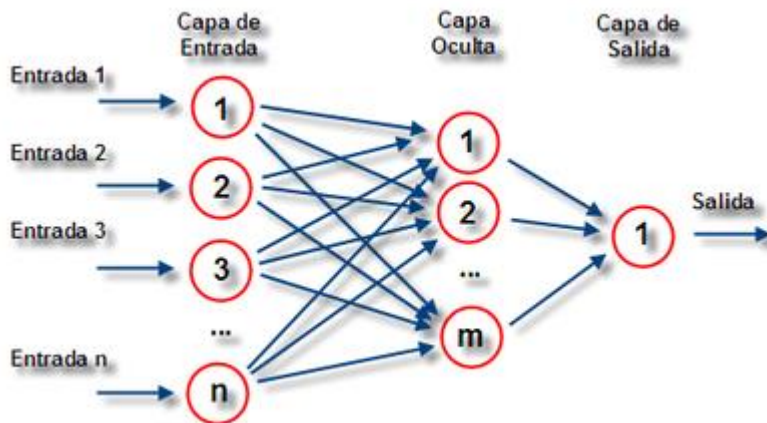 Capa de
Entrada
Capa
Oculta
Capa de
Salida
Entrada 1
1
Entrada 2
2
Entrada 3
3
...
Entrada n
n
1
2
...
m
1
Salida